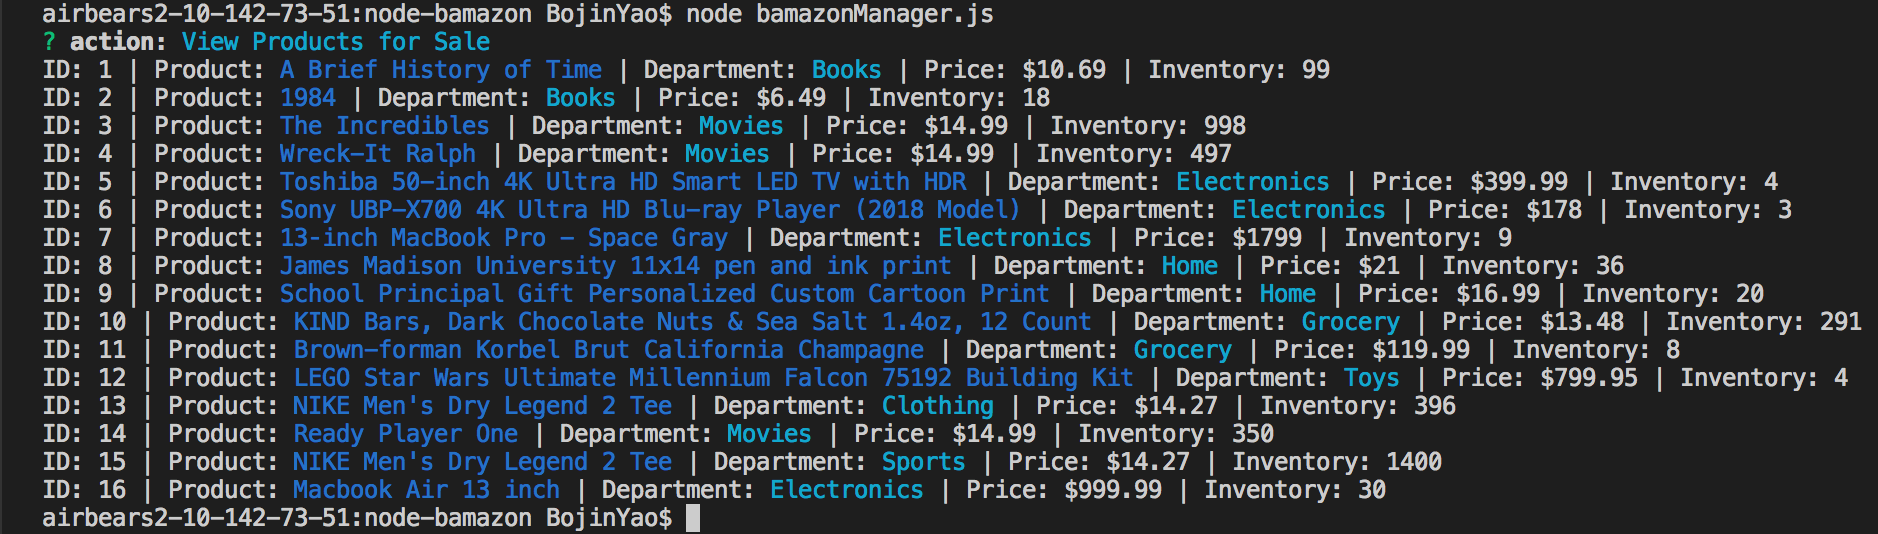 airbears2-10-142-73-51:node-bamazon BojinYao$ node bamazonManager.js
? action: View Products for Sale
ID: 1 | Product: A Brief History of Time | Department: Books | Price: $10.69 | Inventory: 99
ID: 2 | Product: 1984 | Department: Books | Price: $6.49 | Inventory: 18
ID: 3 | Product: The Incredibles | Department: Movies | Price: $14.99 | Inventory: 998
ID: 4 | Product: Wreck-It Ralph | Department: Movies | Price: $14.99 | Inventory: 497
ID: 5 | Product: Toshiba 50-inch 4K Ultra HD Smart LED TV with HDR | Department: Electronics | Price: $399.99 | Inventory: 4
ID: 6 | Product: Sony UBP-X700 4K Ultra HD Blu-ray Player (2018 Model) | Department: Electronics | Price: $178 | Inventory: 3
ID: 7 | Product: 13-inch MacBook Pro - Space Gray | Department: Electronics | Price: $1799 | Inventory: 9
ID: 8 | Product: James Madison University 11x14 pen and ink print | Department: Home | Price: $21 | Inventory: 36
ID: 9 | Product: School Principal Gift Personalized Custom Cartoon Print | Department: Home | Price: $16.99 | Inventory: 20
ID: 10 | Product: KIND Bars, Dark Chocolate Nuts & Sea Salt 1.4oz, 12 Count | Department: Grocery | Price: $13.48 | Inventory: 291
ID: 11 | Product: Brown-forman Korbel Brut California Champagne | Department: Grocery | Price: $119.99 | Inventory: 8
ID: 12 | Product: LEGO Star Wars Ultimate Millennium Falcon 75192 Building Kit | Department: Toys | Price: $799.95 | Inventory: 4
ID: 13 | Product: NIKE Men's Dry Legend 2 Tee | Department: Clothing | Price: $14.27 | Inventory: 396
ID: 14 | Product: Ready Player One | Department: Movies | Price: $14.99 | Inventory: 350
ID: 15 | Product: NIKE Men's Dry Legend 2 Tee | Department: Sports | Price: $14.27 | Inventory: 1400
ID: 16 | Product: Macbook Air 13 inch | Department: Electronics | Price: $999.99 | Inventory: 30
airbears2-10-142-73-51:node-bamazon BojinYao$